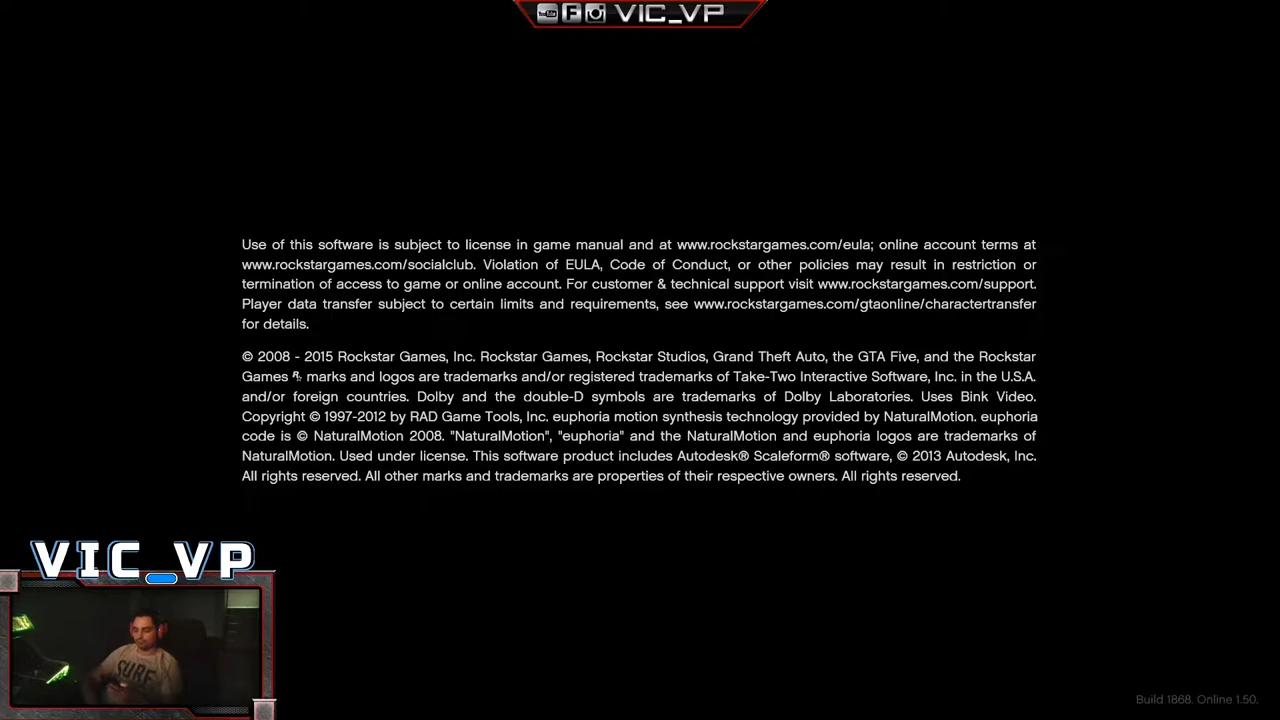 VIC_VP
Use of this software is subject to license in game manual and at www.rockstargames.com/eula; online account terms at
www.rockstargames.com/socialclub. Violation of EULA, Code of Conduct, or other policies may result in restriction or
termination of access to game or online account. For customer & technical support visit www.rockstargames.com/support.
Player data transfer subject to certain limits and requirements, see www.rockstargames.com/gtaonline/charactertransfer
for details.
© 2008 - 2015 Rockstar Games, Inc. Rockstar Games, Rockstar Studios, Grand Theft Auto, the GTA Five, and the Rockstar
Games R* marks and logos are trademarks and/or registered trademarks of Take-Two Interactive Software, Inc. in the U.S.A.
and/or foreign countries. Dolby and the double-D symbols are trademarks of Dolby Laboratories. Uses Bink Video.
Copyright © 1997-2012 by RAD Game Tools, Inc. euphoria motion synthesis technology provided by NaturalMotion. euphoria
code is © NaturalMotion 2008. "NaturalMotion", "euphoria" and the NaturalMotion and euphoria logos are trademarks of
NaturalMotion. Used under license. This software product includes Autodesk® Scaleform® software, © 2013 Autodesk, Inc.
All rights reserved. All other marks and trademarks are properties of their respective owners. All rights reserved.
VIC_VP
SURF
Build 1868. Online 1.50.